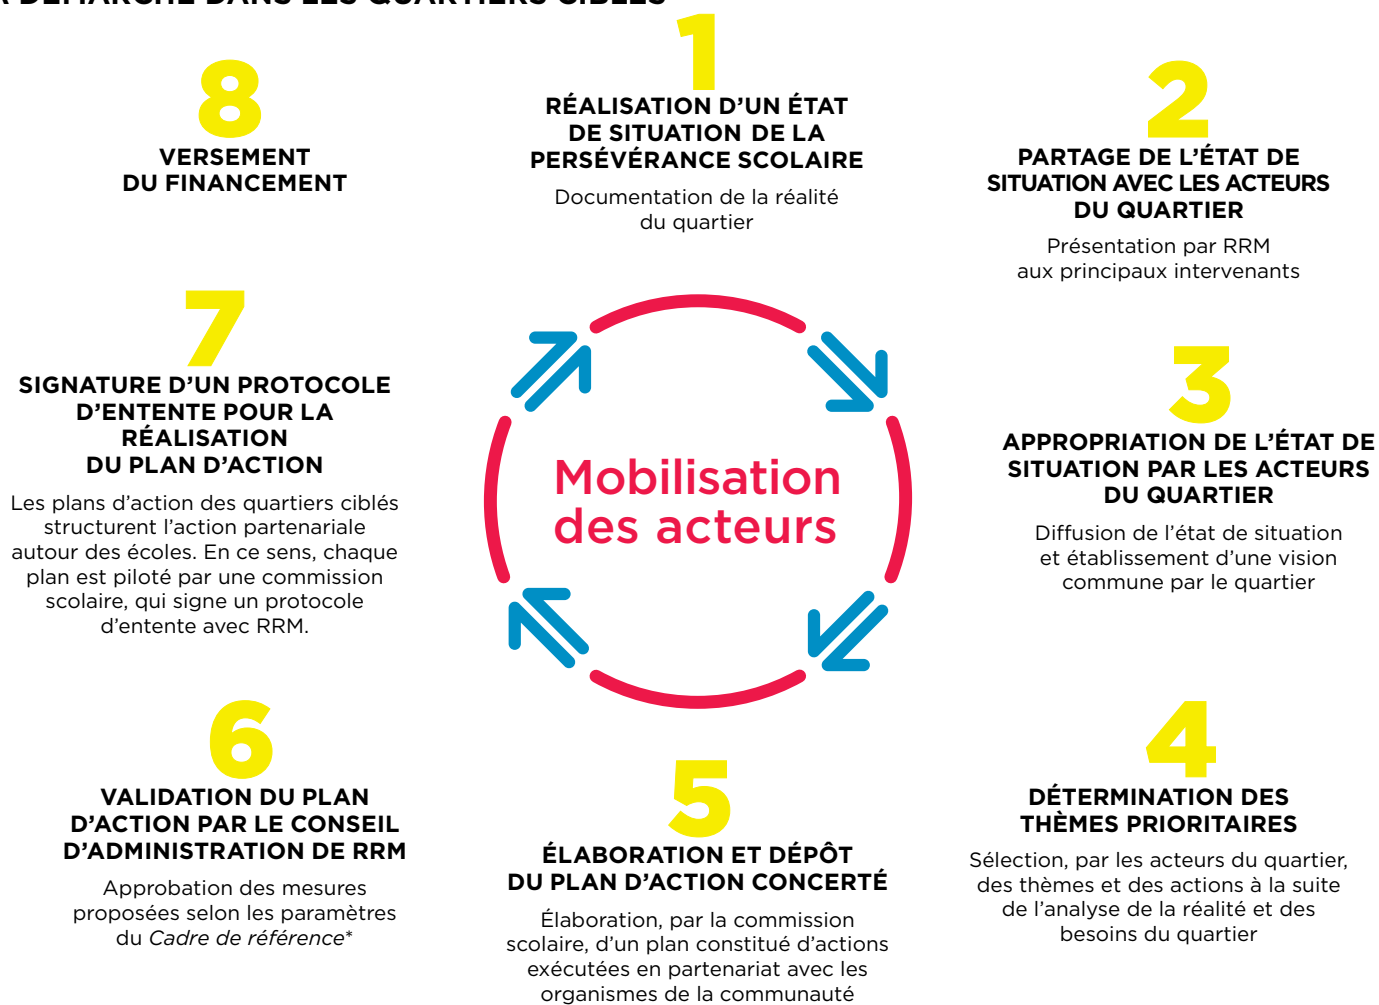 LA DÉMARCHE DANS LES QUARTIERS CIBLÉS
1
RÉALISATION D’UN ÉTAT
DE SITUATION DE LA
PERSÉVÉRANCE SCOLAIRE
Documentation de la réalité
du quartier
2
PARTAGE DE L’ÉTAT DE
SITUATION AVEC LES ACTEURS
DU QUARTIER
Présentation par RRM
aux principaux intervenants
3
APPROPRIATION DE L’ÉTAT DE
SITUATION PAR LES ACTEURS
DU QUARTIER
Diffusion de l’état de situation
et établissement d’une vision
commune par le quartier
4
DÉTERMINATION DES
THÈMES PRIORITAIRES
Sélection, par les acteurs du quartier,
des thèmes et des actions à la suite
de l’analyse de la réalité et des
besoins du quartier
5
ÉLABORATION ET DÉPÔT
DU PLAN D’ACTION CONCERTÉ
Élaboration, par la commission
scolaire, d’un plan constitué d’actions
exécutées en partenariat avec les
organismes de la communauté
6
VALIDATION DU PLAN
D’ACTION PAR LE CONSEIL
D’ADMINISTRATION DE RRM
Approbation des mesures
proposées selon les paramètres
du Cadre de référence*
7
SIGNATURE D’UN PROTOCOLE
D’ENTENTE POUR LA
RÉALISATION
DU PLAN D’ACTION
Les plans d’action des quartiers ciblés
structurent l’action partenariale
autour des écoles. En ce sens, chaque
plan est piloté par une commission
scolaire, qui signe un protocole
d’entente avec RRM.
8
VERSEMENT
DU FINANCEMENT
Mobilisation
des acteurs